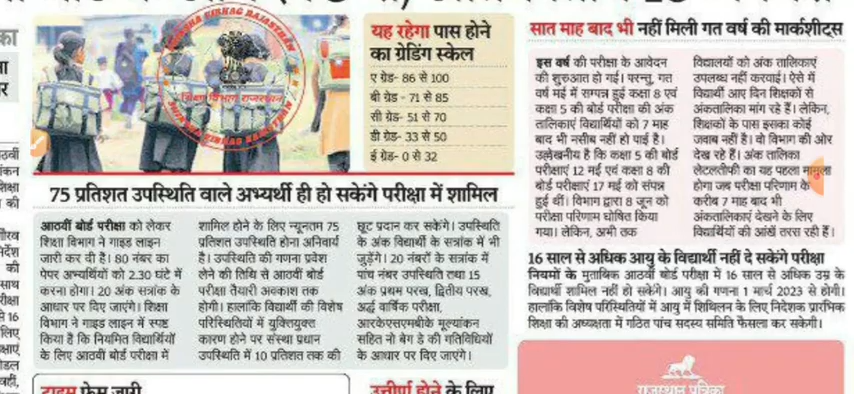 यह रहेगा पास होने
का ग्रेडिंग स्केल
ए ग्रेड- 86 से 100
बी ग्रेड - 71 से 85
सी ग्रेड- 51 से 70
डी ग्रेड- 33 से 50
ई ग्रेड- 0 से 32
शिक्षा विभाग राजस्थान
75 प्रतिशत उपस्थिति वाले अभ्यर्थी ही हो सकेंगे परीक्षा में शामिल
आठवीं बोर्ड परीक्षा को लेकर
शिक्षा विभाग ने गाइड लाइन
जारी कर दी है। 80 नम्बर का
पेपर अभ्यर्थियों को 2.30 घंटे में
करना होगा। 20 अंक सत्रांक के
आधार पर दिए जाएंगे। शिक्षा
विभाग ने गाइड लाइन में स्पष्ट
किया है कि नियमित विद्यार्थियों
के लिए आठवीं बोर्ड परीक्षा में
शामिल होने के लिए न्यूनतम 75
प्रतिशत उपस्थिति होना अनिवार्य
है। उपस्थिति की गणना प्रवेश
लेने की तिथि से आठवीं बोर्ड
परीक्षा तैयारी अवकाश तक
होगी। हालांकि विद्यार्थी की विशेष
परिस्थितियों में युक्तियुक्त
कारण होने पर संस्था प्रधान
उपस्थिति में 10 प्रतिशत तक की
छूट प्रदान कर सकेंगे। उपस्थिति
के अंक विद्यार्थी के सत्रांक में भी
जुड़ेंगे। 20 नंबरों के सत्रांक में
पांच नंबर उपस्थिति तथा 15
अंक प्रथम परख, द्वितीय परख,
अर्द्ध वार्षिक परीक्षा,
आरकेएसएमबीके मूल्यांकन
सहित नो बेग डे की गतिविधियों
के आधार पर दिए जाएंगे।
सात माह बाद भी नहीं मिली गत वर्ष की मार्कशीट्स
इस वर्ष की परीक्षा के आवेदन
की शुरुआत हो गई। परन्तु, गत
वर्ष मई में सम्पन्न हुई कक्षा 8 एवं
कक्षा 5 की बोर्ड परीक्षा की अंक
तालिकाएं विद्यार्थियों को 7 माह
बाद भी नसीब नहीं हो पाई है।
उल्लेखनीय है कि कक्षा 5 की बोर्ड
परीक्षाएं 12 मई एवं कक्षा 8 की
बोर्ड परीक्षाएं 17 मई को संपन्न
हुई थीं। विभाग द्वारा 8 जून को
परीक्षा परिणाम घोषित किया
गया। लेकिन, अभी तक
विद्यालयों को अंक तालिकाएं
उपलब्ध नहीं करवाई। ऐसे में
विद्यार्थी आए दिन शिक्षकों से
अंकतालिका मांग रहे हैं। लेकिन,
शिक्षकों के पास इसका कोई
जवाब नहीं है। वो विभाग की ओर
देख रहे हैं। अंक तालिका
लेटलतीफी का यह पहला मामला
होगा जब परीक्षा परिणाम के
करीब 7 माह बाद भी
अंकतालिकाएं देखने के लिए
विद्यार्थियों की आंखें तरस रही हैं।
16 साल से अधिक आयु के विद्यार्थी नहीं दे सकेंगे परीक्षा
नियमों के मुताबिक आठवीं बोर्ड परीक्षा में 16 साल से अधिक उम्र के
विद्यार्थी शामिल नहीं हो सकेंगे। आयु की गणना 1 मार्च 2023 से होगी।
हालांकि विशेष परिस्थितियों में आयु में शिथिलन के लिए निदेशक प्रारंभिक
शिक्षा की अध्यक्षता में गठित पांच सदस्य समिति फैसला कर सकेगी।
टाइम फ्रेम जारी
उत्तीर्ण होने के लिए
राजस्थान पत्रिका